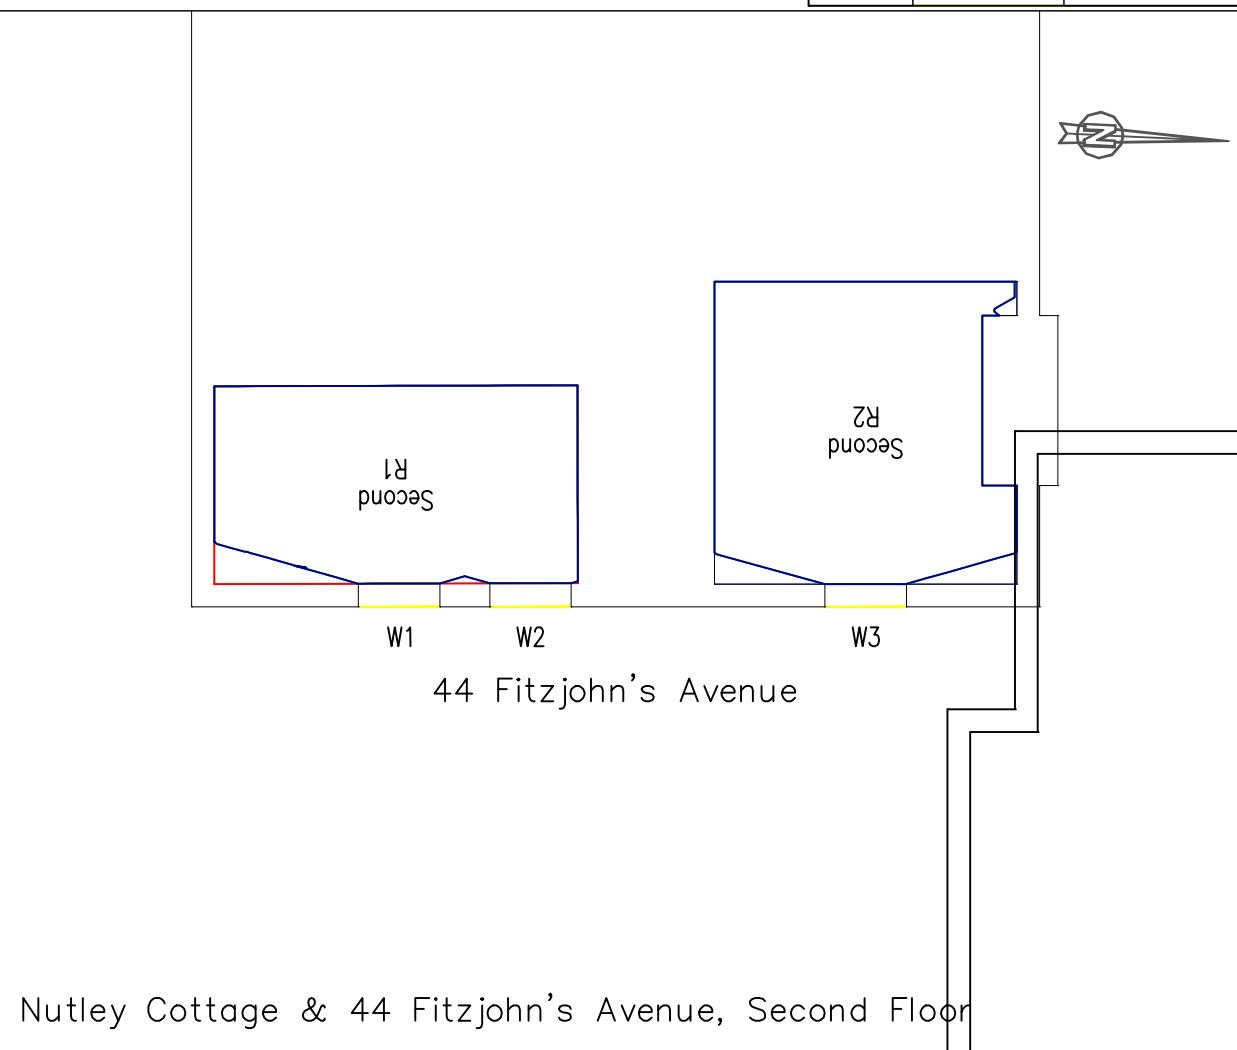 N
R2
Second
R1
Second
W1 W2 W3
44 Fitzjohn's Avenue
Nutley Cottage & 44 Fitzjohn's Avenue, Second Floor